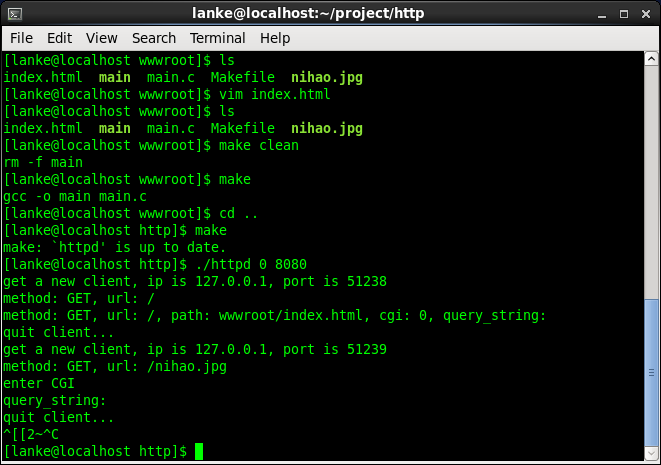 lanke@localhost:~/project/http
File Edit View Search Terminal Help
[lanke@localhost wwwroot]$ ls
index.html  main  main.c  Makefile  nihao.jpg
[lanke@localhost wwwroot]$ vim index.html
[lanke@localhost wwwroot]$ ls
index.html  main  main.c  Makefile  nihao.jpg
[lanke@localhost wwwroot]$ make clean
rm -f main
[lanke@localhost wwwroot]$ make
gcc -o main main.c
[lanke@localhost wwwroot]$ cd ..
[lanke@localhost http]$ make
make: `httpd' is up to date.
[lanke@localhost http]$ ./httpd 0 8080
get a new client, ip is 127.0.0.1, port is 51238
method: GET, url: /
method: GET, url: /, path: wwwroot/index.html, cgi: 0, query_string:
quit client...
get a new client, ip is 127.0.0.1, port is 51239
method: GET, url: /nihao.jpg
enter CGI
query_string:
quit client...
^[[2~^C
[lanke@localhost http]$